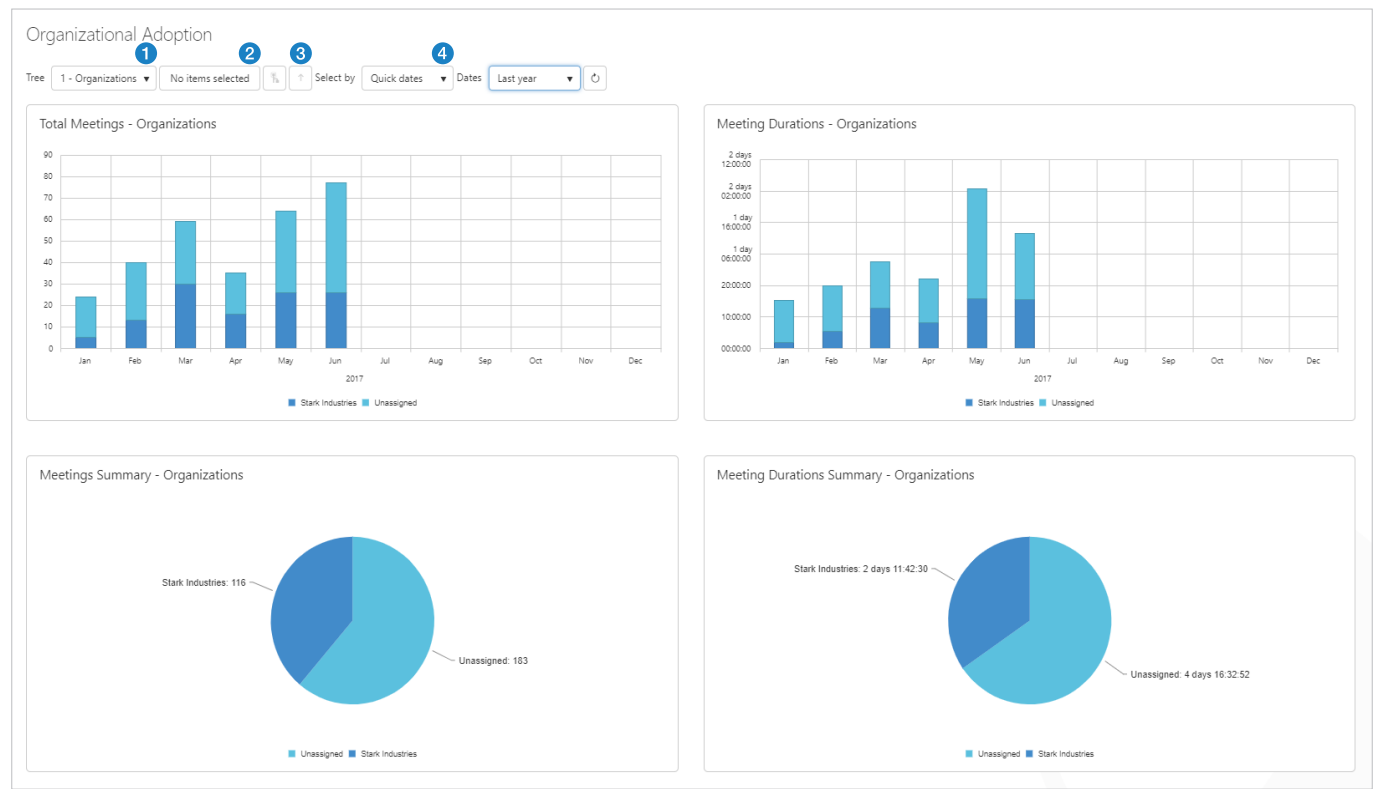 Organizational Adoption
1 2 3 4
Tree 1 - Organizations No items selected Select by Quick dates Dates Last year
Total Meetings - Organizations
90
80
70
60
50
40
30
20
10
0
Jan Feb Mar Apr May Jun Jul Aug Sep Oct Nov Dec
2017
Stark Industries Unassigned
Meeting Durations - Organizations
2 days
12:00:00
2 days
02:00:00
1 day
16:00:00
1 day
06:00:00
20:00:00
10:00:00
00:00:00
Jan Feb Mar Apr May Jun Jul Aug Sep Oct Nov Dec
2017
Stark Industries Unassigned
Meetings Summary - Organizations
Stark Industries: 116
Unassigned: 183
Unassigned Stark Industries
Meeting Durations Summary - Organizations
Stark Industries: 2 days 11:42:30
Unassigned: 4 days 16:32:52
Unassigned Stark Industries